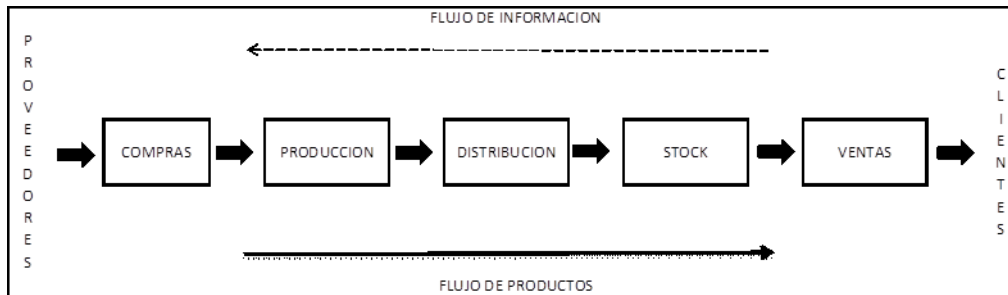 FLUJO DE INFORMACION
PROVEEDORES
COMPRAS
PRODUCCION
DISTRIBUCION
STOCK
VENTAS
CLIENTES
FLUJO DE PRODUCTOS